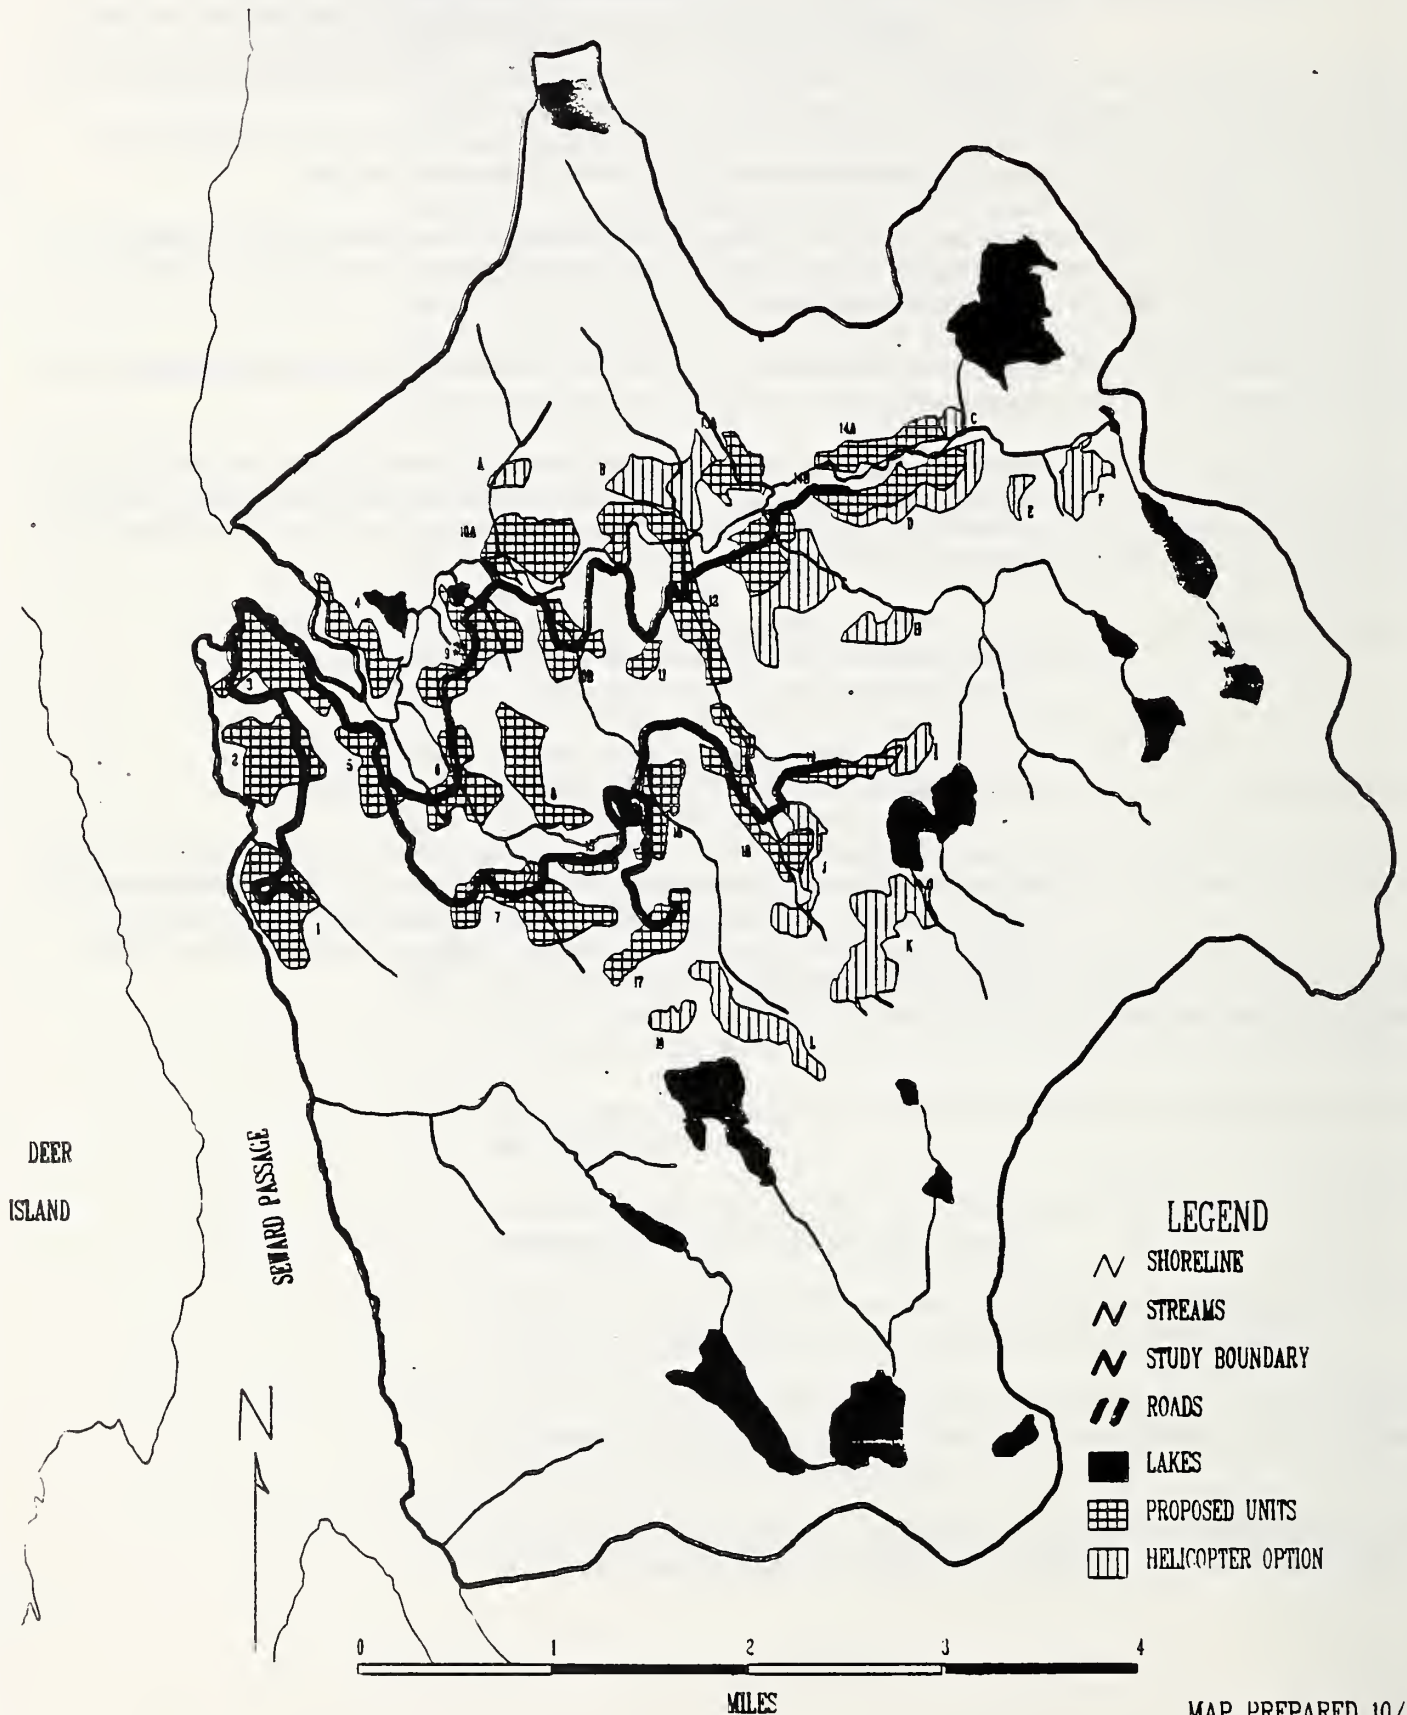 C
13A
14A
A
B
14B
E
F
D
10A
4
12
H
9
10B
11
3
2
5
6
I
8
15
16
18
J
1
7
K
17
19
L
DEER
ISLAND
SEWARD PASSAGE
N
LEGEND
SHORELINE
STREAMS
STUDY BOUNDARY
ROADS
LAKES
PROPOSED UNITS
HELICOPTER OPTION
0 1 2 3 4
MILES
MAP PREPARED 10/